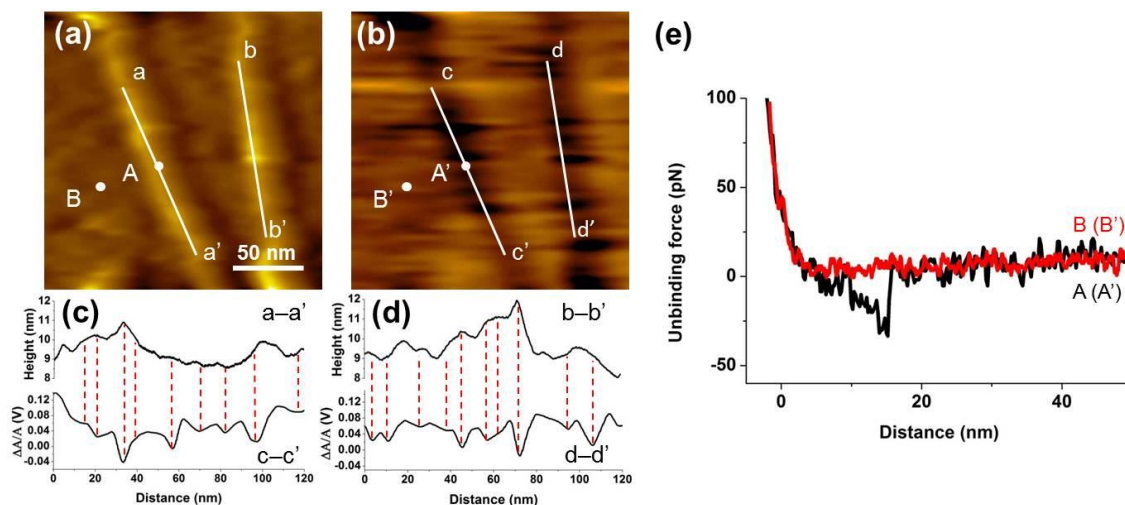 (a)
a
b
A
B
a'
b'
50 nm
(b)
c
d
A'
B'
c'
d'
(c)
a–a'
Height (nm)
12
11
10
9
8
ΔA/A (V)
0.12
0.08
0.04
0.00
-0.04
c–c'
0 20 40 60 80 100 120
Distance (nm)
(d)
b–b'
Height (nm)
12
11
10
9
8
ΔA/A (V)
0.12
0.08
0.04
0.00
-0.04
d–d'
0 20 40 60 80 100 120
Distance (nm)
(e)
Unbinding force (pN)
100
50
0
-50
B (B')
A (A')
0 20 40
Distance (nm)